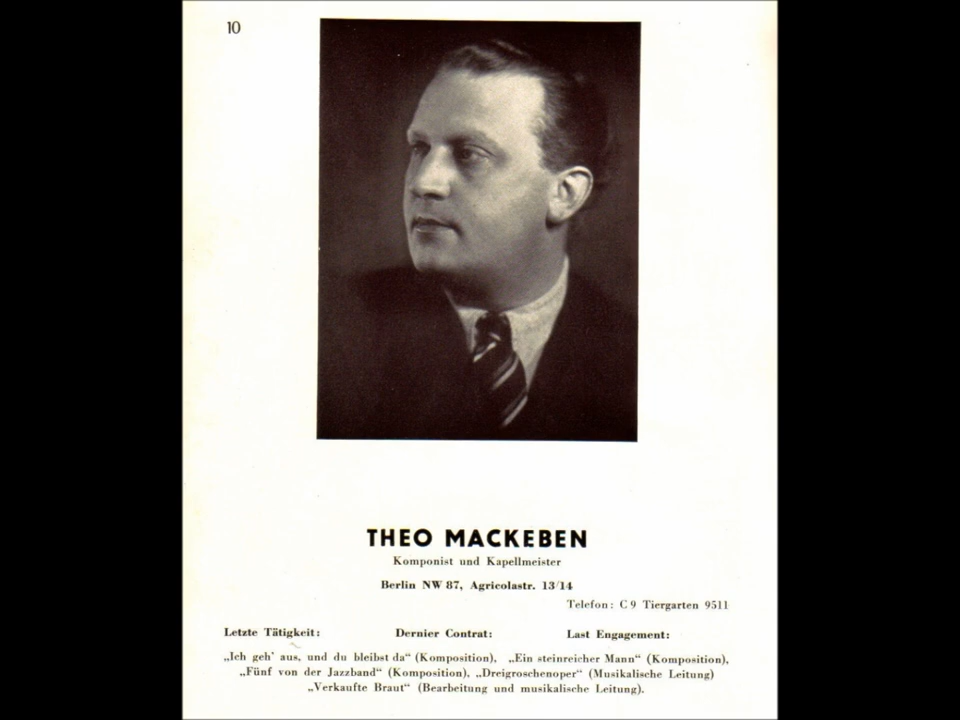 10
THEO MACKEBEN
Komponist und Kapellmeister
Berlin NW 87, Agricolastr. 13/14
Telefon: C 9 Tiergarten 9511
Letzte Tätigkeit: Dernier Contrat: Last Engagement:
„Ich geh' aus, und du bleibst da“ (Komposition), „Ein steinreicher Mann“ (Komposition),
„Fünf von der Jazzband“ (Komposition), „Dreigroschenoper“ (Musikalische Leitung)
„Verkaufte Braut“ (Bearbeitung und musikalische Leitung).